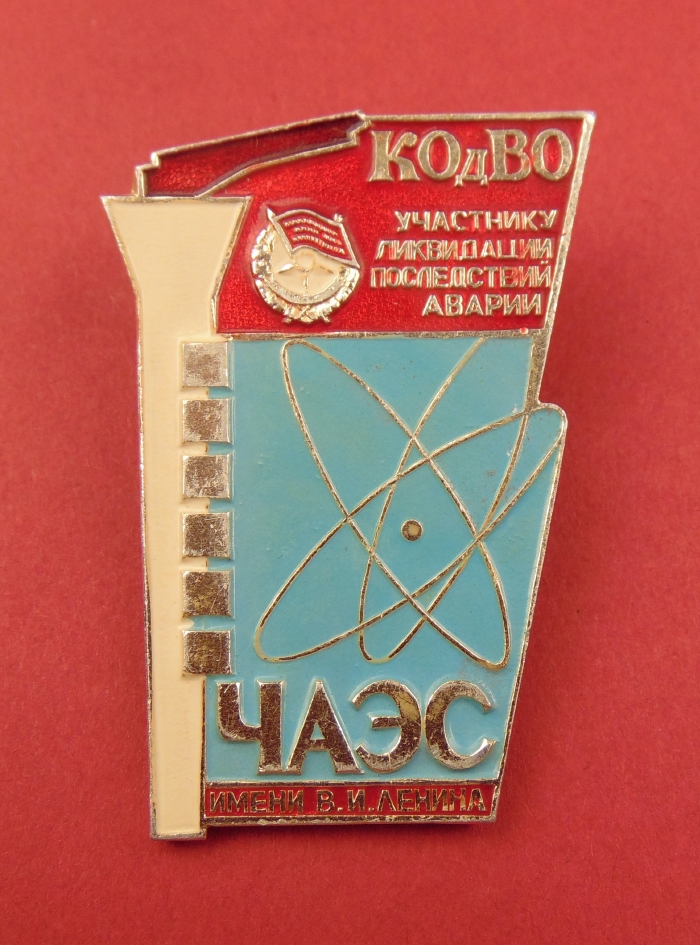 КОдВО
УЧАСТНИКУ
ЛИКВИДАЦИИ
ПОСЛЕДСТВИЙ
АВАРИИ
ЧАЭС
ИМЕНИ В.И.ЛЕНИНА